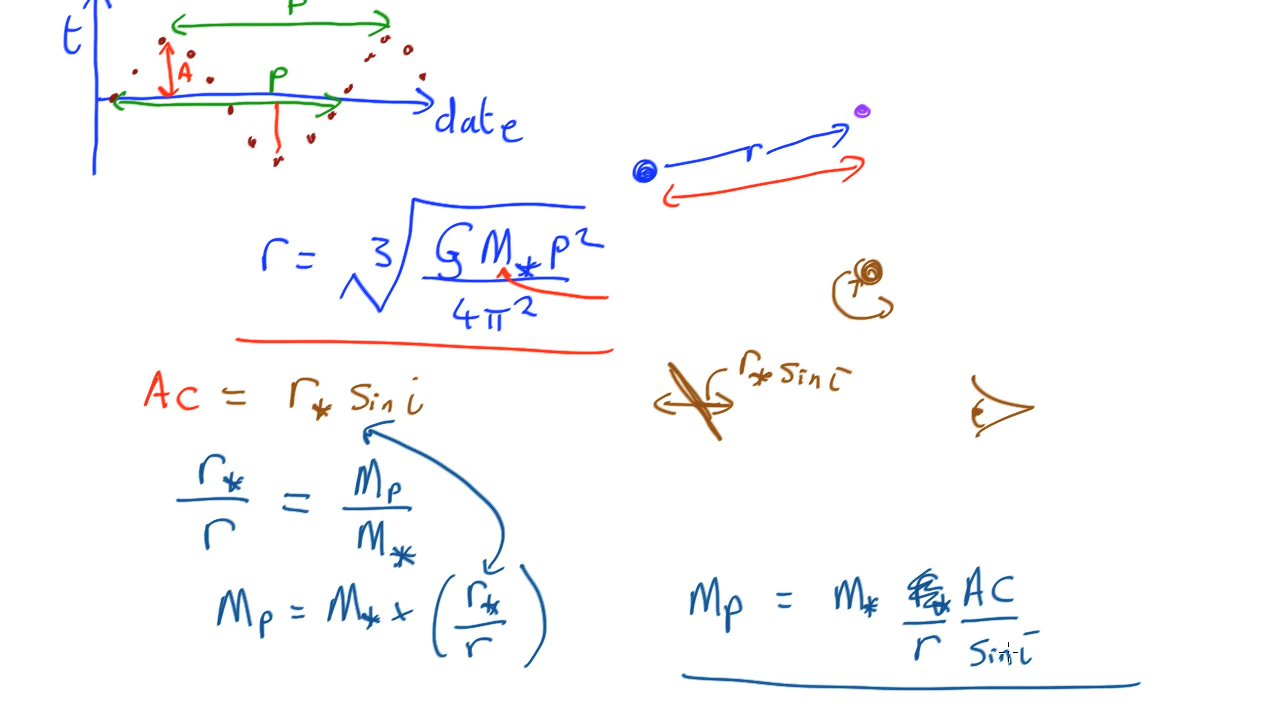 P
t
A
P
date
r
r = ∛(G M* P² / 4π²)
r* sin i
Ac = r* sin i
r* / r = Mp / M*
Mp = M* × (r* / r)
Mp = M* / r AC / sin i